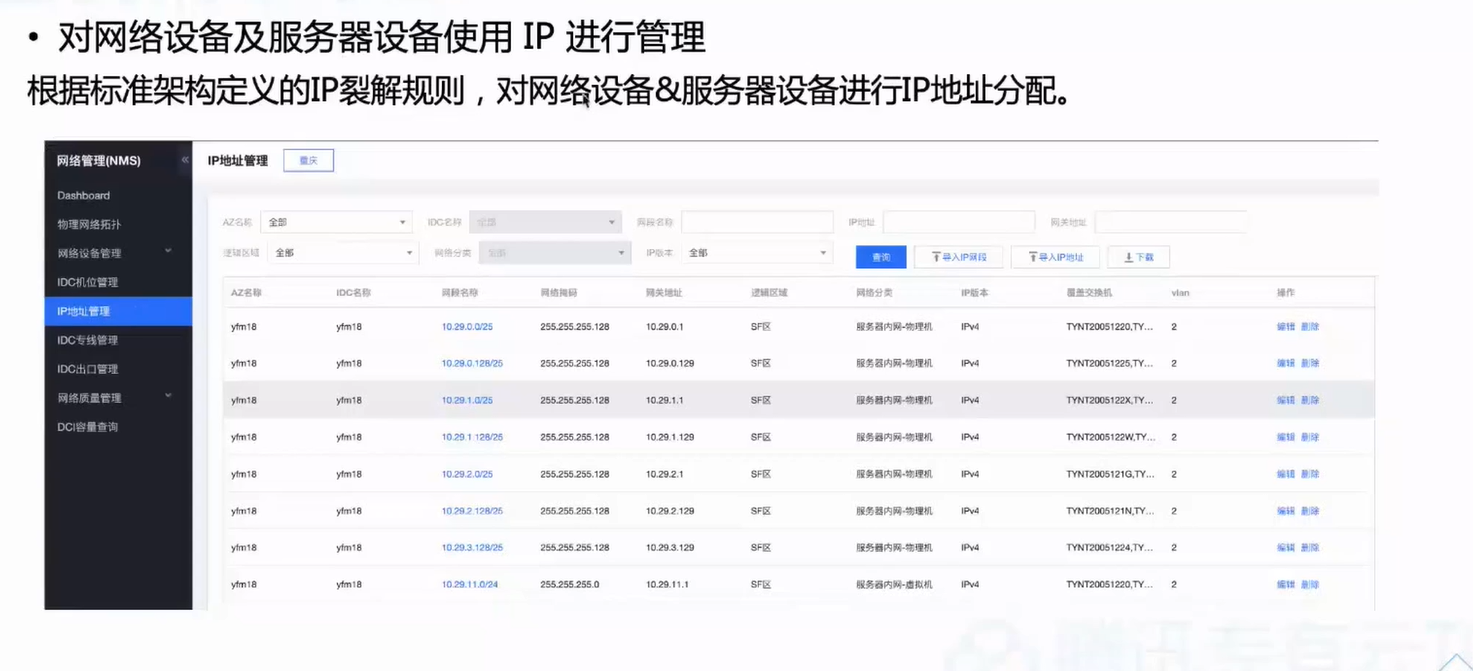 • 对网络设备及服务器设备使用 IP 进行管理
根据标准架构定义的IP裂解规则，对网络设备&服务器设备进行IP地址分配。
网络管理(NMS) « IP地址管理 重庆
Dashboard
物理网络拓扑
网络设备管理
IDC机位管理
IP地址管理
IDC专线管理
IDC出口管理
网络质量管理
DCI容量查询
AZ名称 全部 IDC名称 全部 网段名称 IP地址 网关地址
逻辑区域 全部 网络分类 全部 IP版本 全部 查询 导入IP网段 导入IP地址 下载
AZ名称 IDC名称 网段名称 网络掩码 网关地址 逻辑区域 网络分类 IP版本 覆盖交换机 vlan 操作
yfm18 yfm18 10.29.0.0/25 255.255.255.128 10.29.0.1 SF区 服务器内网-物理机 IPv4 TYNT20051220,TY... 2 编辑 删除
yfm18 yfm18 10.29.0.128/25 255.255.255.128 10.29.0.129 SF区 服务器内网-物理机 IPv4 TYNT20051225,TY... 2 编辑 删除
yfm18 yfm18 10.29.1.0/25 255.255.255.128 10.29.1.1 SF区 服务器内网-物理机 IPv4 TYNT2005122X,TY... 2 编辑 删除
yfm18 yfm18 10.29.1.128/25 255.255.255.128 10.29.1.129 SF区 服务器内网-物理机 IPv4 TYNT2005122W,TY... 2 编辑 删除
yfm18 yfm18 10.29.2.0/25 255.255.255.128 10.29.2.1 SF区 服务器内网-物理机 IPv4 TYNT2005121G,TY... 2 编辑 删除
yfm18 yfm18 10.29.2.128/25 255.255.255.128 10.29.2.129 SF区 服务器内网-物理机 IPv4 TYNT2005121N,TY... 2 编辑 删除
yfm18 yfm18 10.29.3.128/25 255.255.255.128 10.29.3.129 SF区 服务器内网-物理机 IPv4 TYNT20051224,TY... 2 编辑 删除
yfm18 yfm18 10.29.11.0/24 255.255.255.0 10.29.11.1 SF区 服务器内网-虚拟机 IPv4 TYNT20051220,TY... 2 编辑 删除